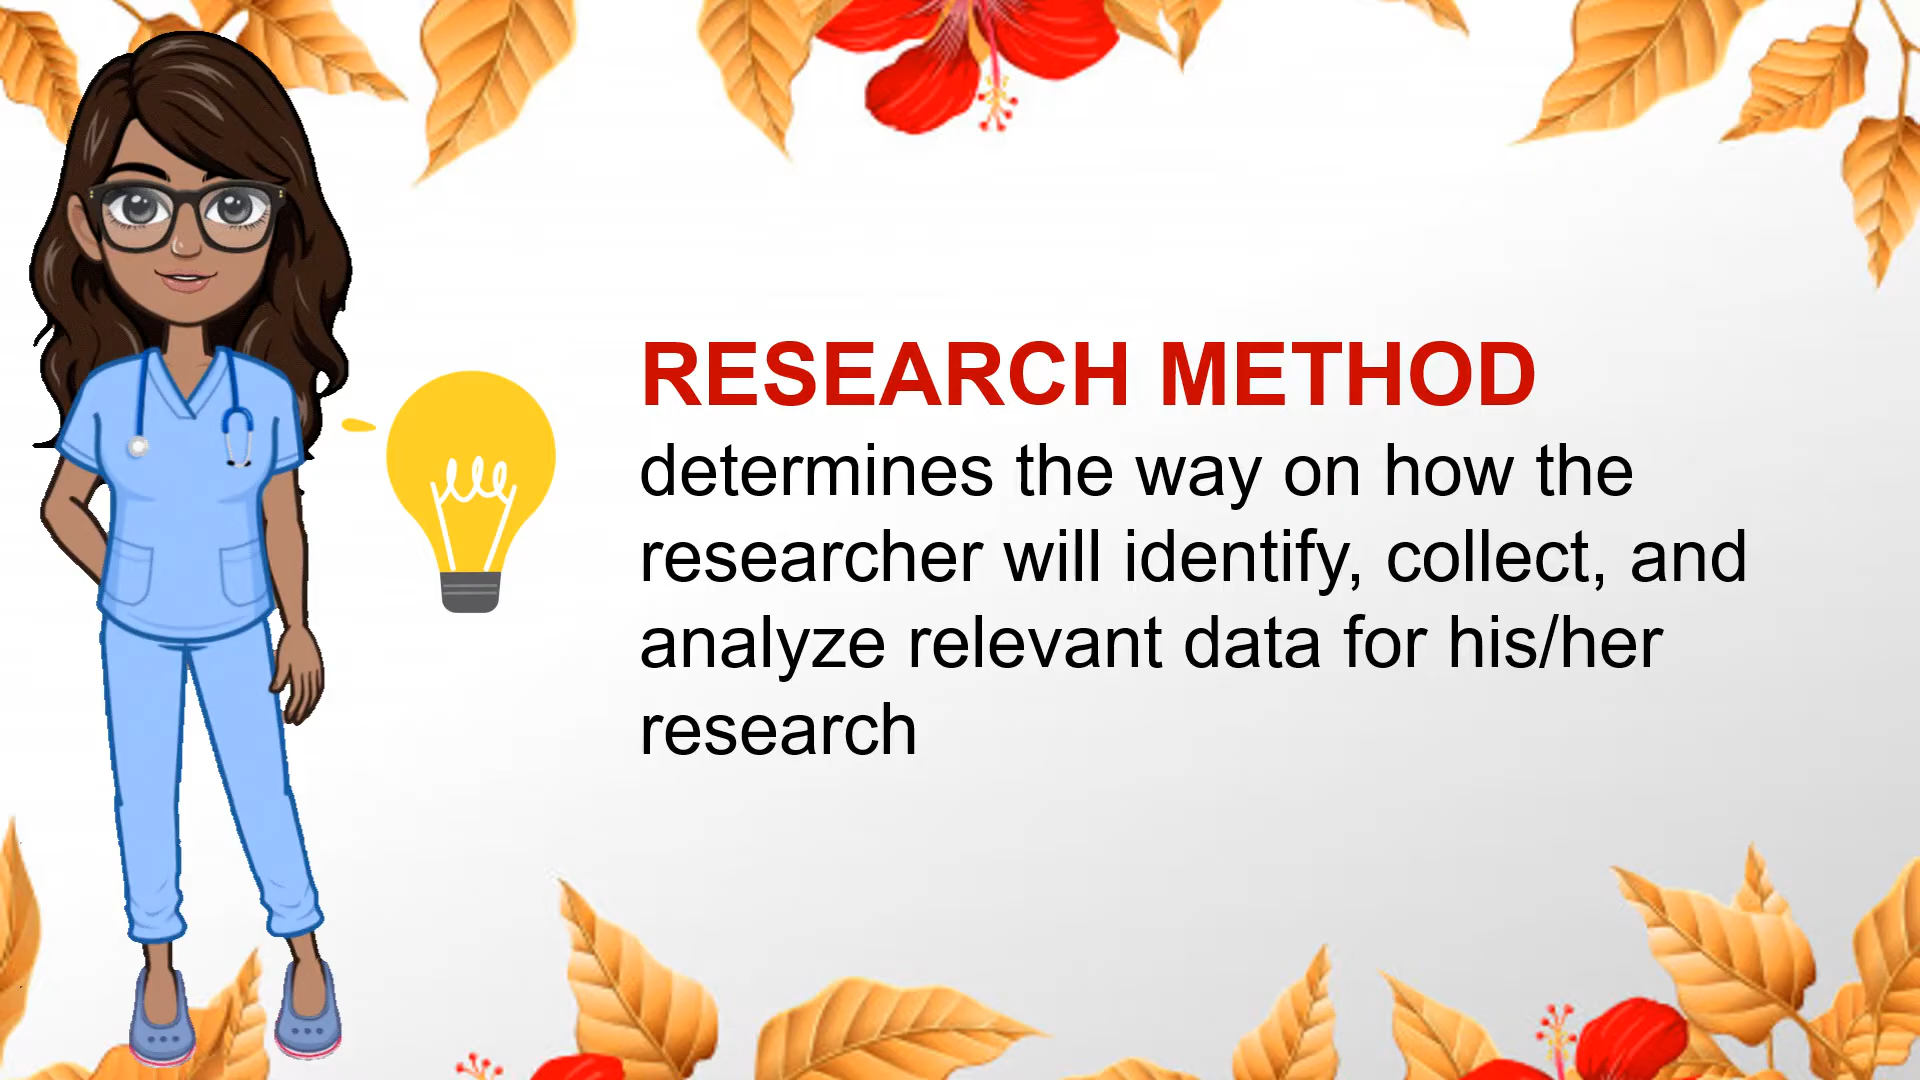 RESEARCH METHOD
determines the way on how the
researcher will identify, collect, and
analyze relevant data for his/her
research